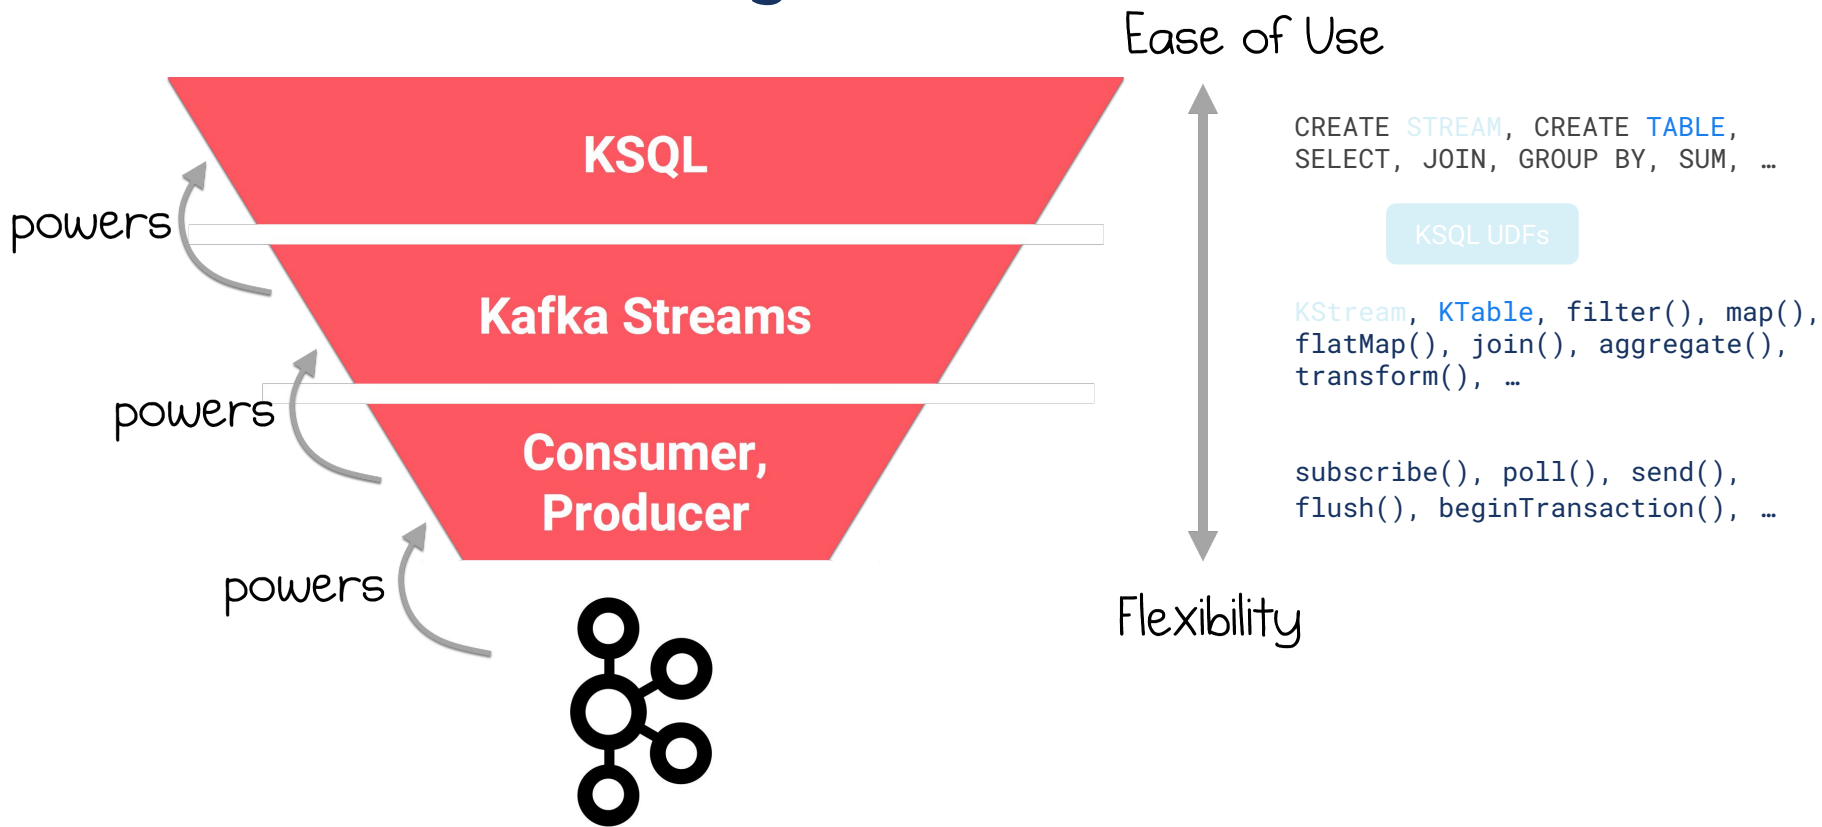 Ease of Use
KSQL
CREATE STREAM, CREATE TABLE,
SELECT, JOIN, GROUP BY, SUM, …
powers
KSQL UDFs
Kafka Streams
KStream, KTable, filter(), map(),
flatMap(), join(), aggregate(),
transform(), …
powers
Consumer,
Producer
subscribe(), poll(), send(),
flush(), beginTransaction(), …
powers
Flexibility